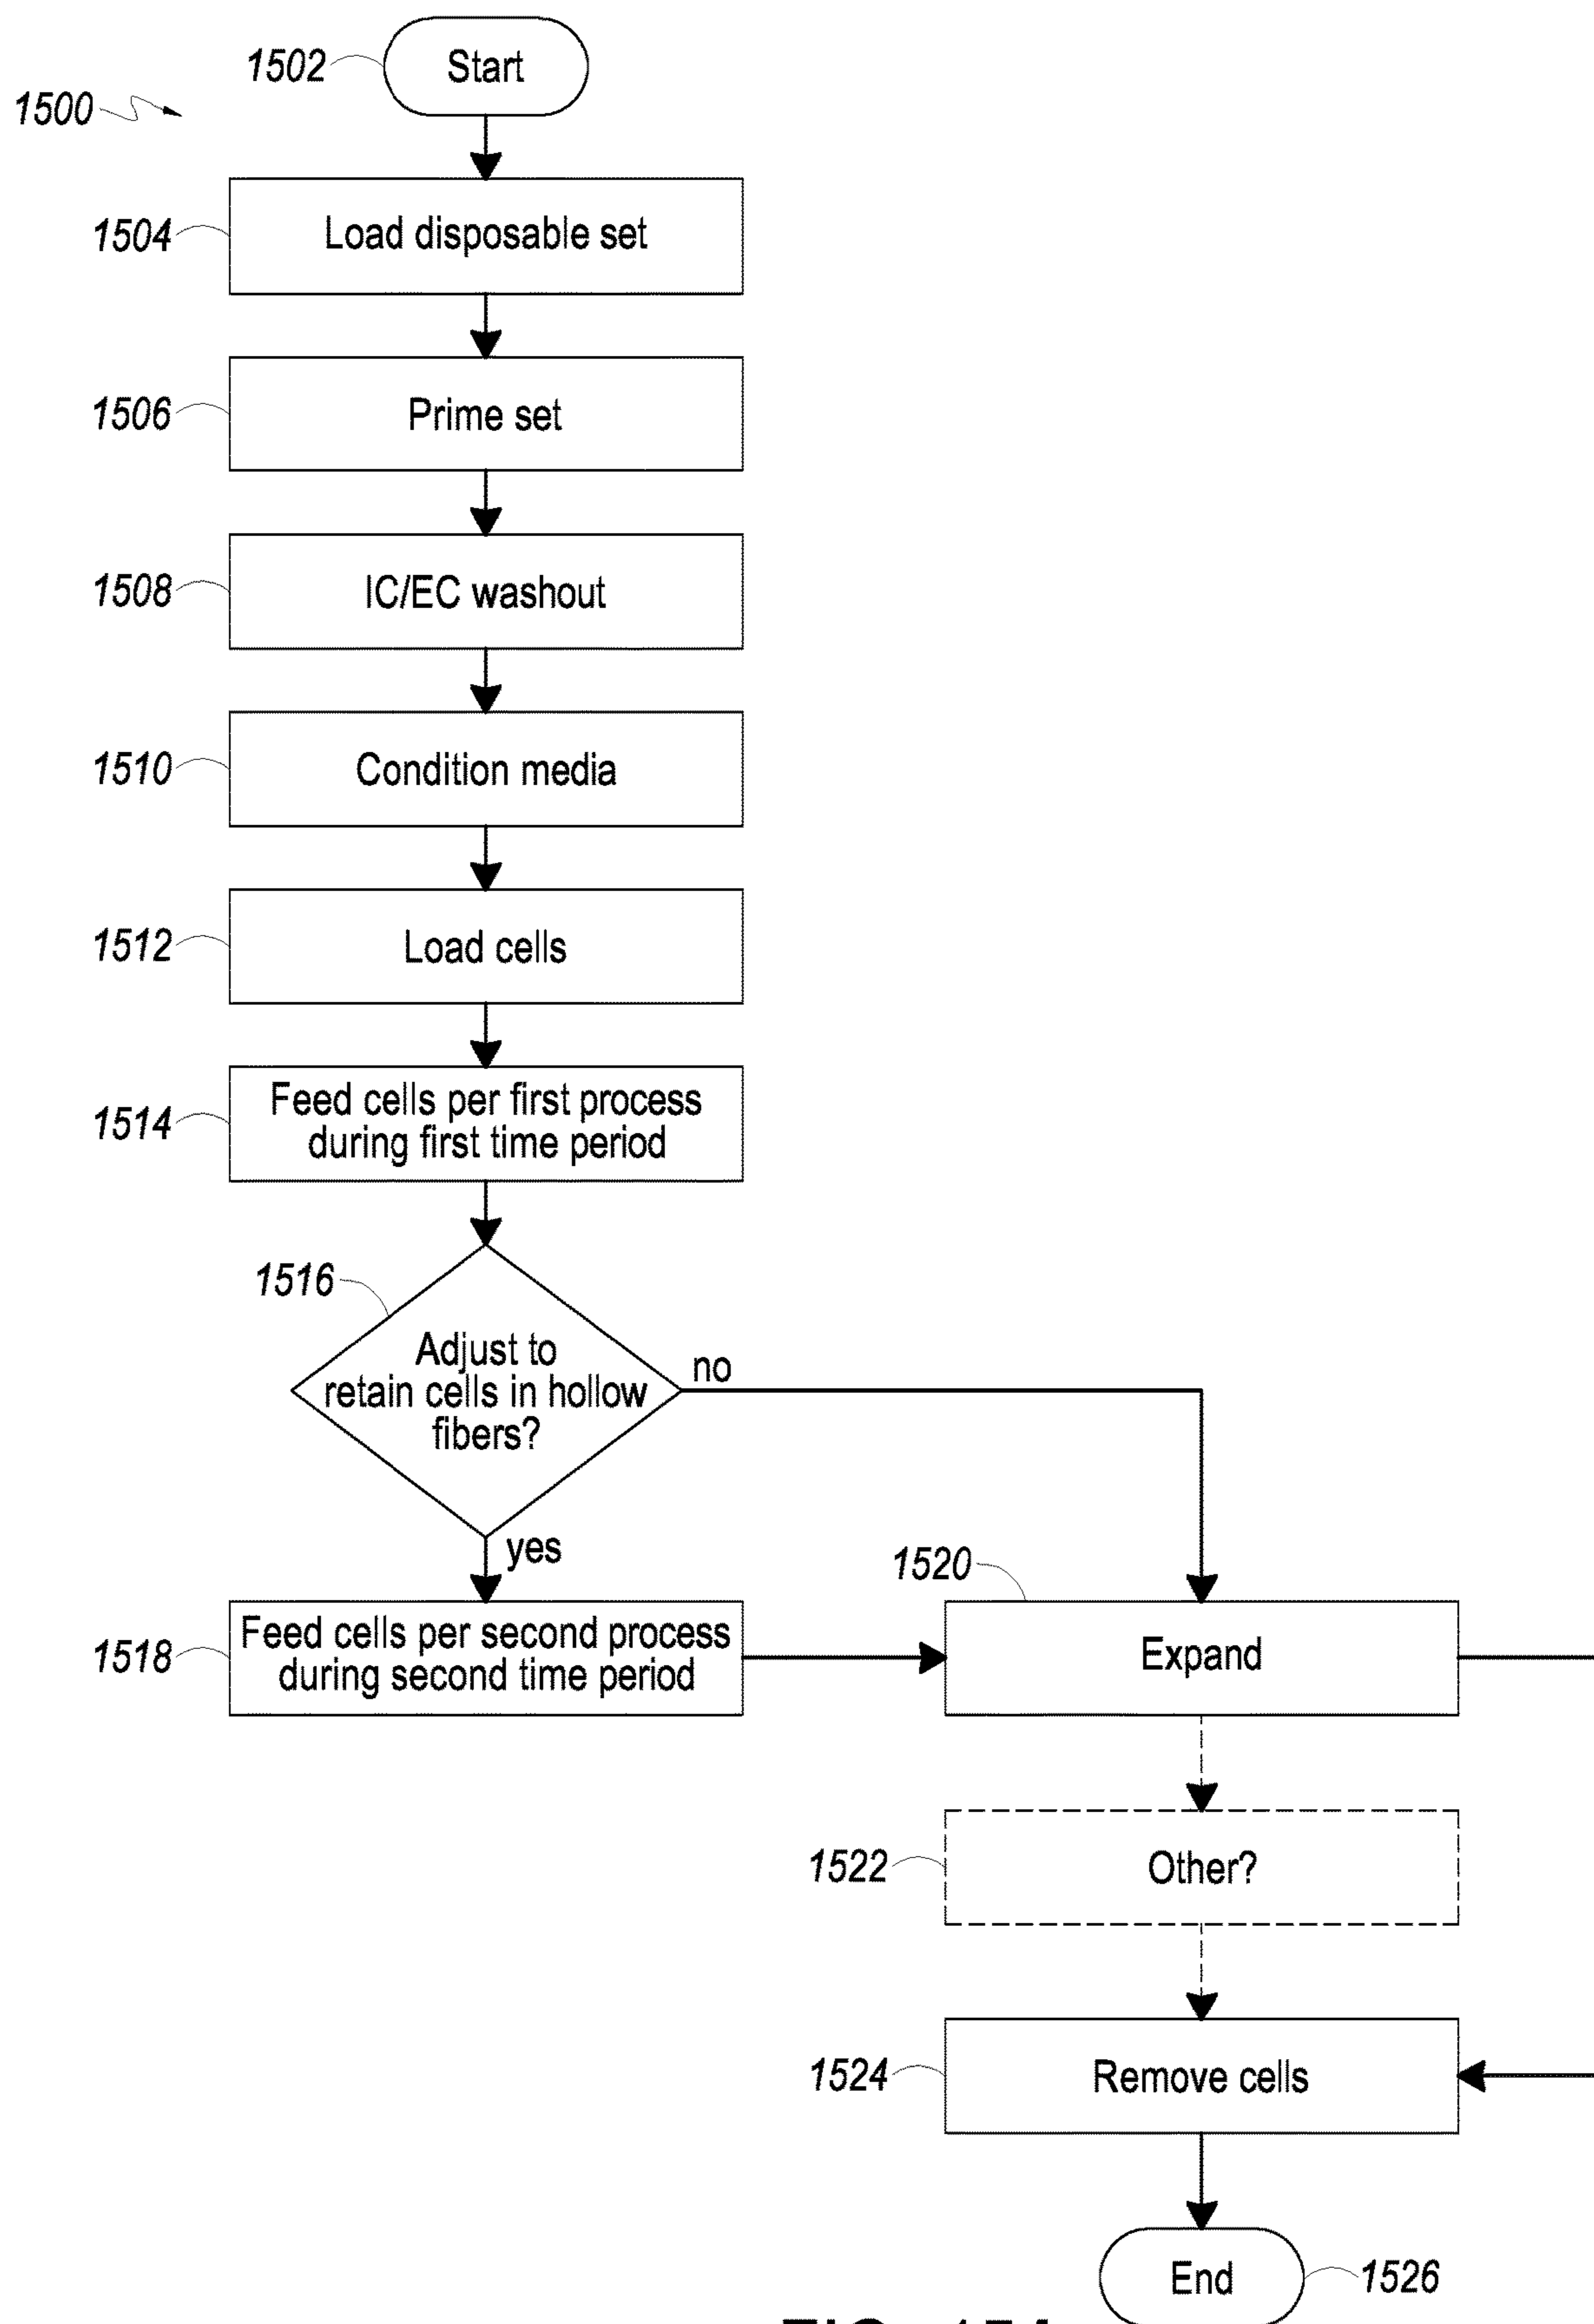 1500
1502
Start
1504
Load disposable set
1506
Prime set
1508
IC/EC washout
1510
Condition media
1512
Load cells
1514
Feed cells per first process
during first time period
1516
Adjust to
retain cells in hollow
fibers?
no
yes
1518
Feed cells per second process
during second time period
1520
Expand
1522
Other?
1524
Remove cells
End
1526